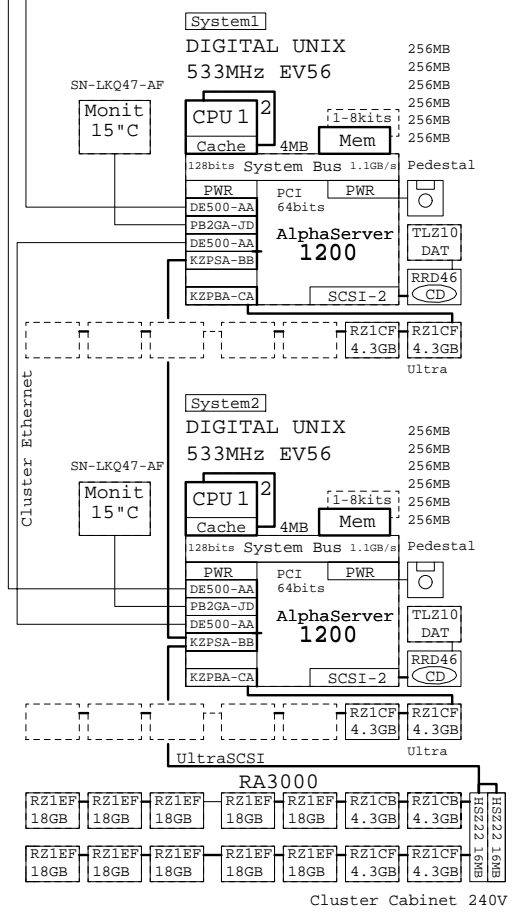 System1
DIGITAL UNIX
533MHz EV56
256MB
256MB
256MB
256MB
256MB
256MB
SN-LKQ47-AF
Monit
15"C
CPU 1
2
Cache
4MB
1-8kits
Mem
128bits System Bus 1.1GB/s
Pedestal
PWR
PCI
64bits
PWR
DE500-AA
PB2GA-JD
DE500-AA
KZPSA-BB
AlphaServer
1200
TLZ10
DAT
RRD46
CD
KZPBA-CA
SCSI-2
RZ1CF
4.3GB
RZ1CF
4.3GB
Ultra
Cluster Ethernet
System2
DIGITAL UNIX
533MHz EV56
256MB
256MB
256MB
256MB
256MB
256MB
SN-LKQ47-AF
Monit
15"C
CPU 1
2
Cache
4MB
1-8kits
Mem
128bits System Bus 1.1GB/s
Pedestal
PWR
PCI
64bits
PWR
DE500-AA
PB2GA-JD
DE500-AA
KZPSA-BB
AlphaServer
1200
TLZ10
DAT
RRD46
CD
KZPBA-CA
SCSI-2
RZ1CF
4.3GB
RZ1CF
4.3GB
Ultra
UltraSCSI
RA3000
RZ1EF
18GB
RZ1EF
18GB
RZ1EF
18GB
RZ1EF
18GB
RZ1EF
18GB
RZ1CB
4.3GB
RZ1CB
4.3GB
HSZ22 16MB
HSZ22 16MB
RZ1EF
18GB
RZ1EF
18GB
RZ1EF
18GB
RZ1EF
18GB
RZ1EF
18GB
RZ1CF
4.3GB
RZ1CF
4.3GB
Cluster Cabinet 240V